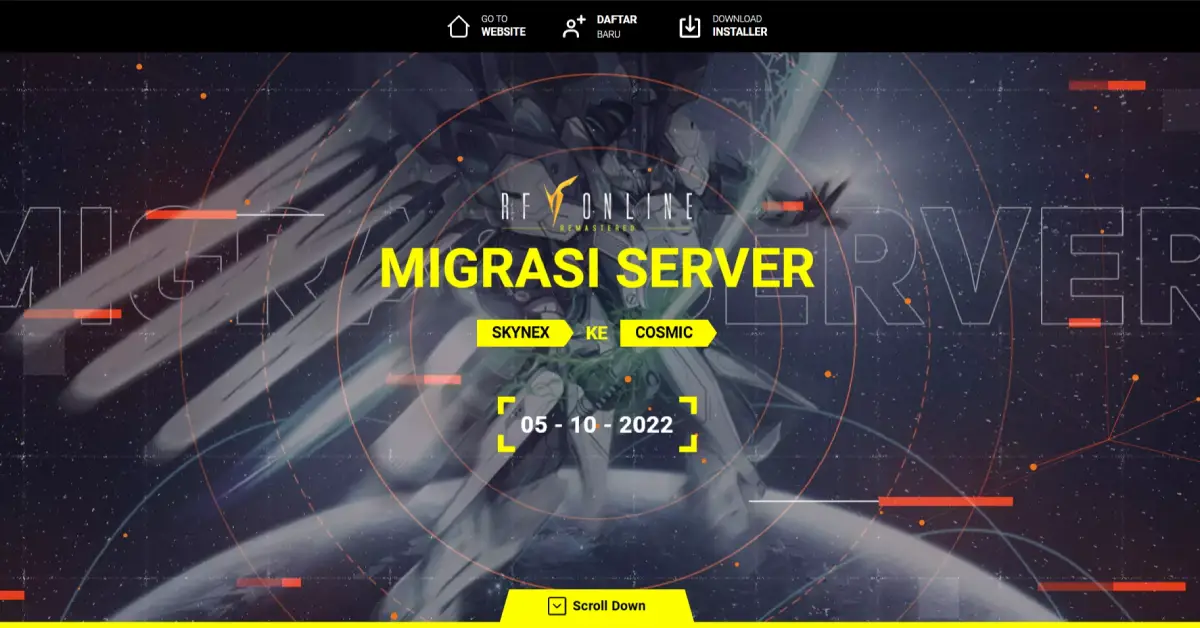 GO TO
WEBSITE
DAFTAR
BARU
DOWNLOAD
INSTALLER
MIGRASI SERVER
RF ONLINE
REMASTERED
MIGRASI SERVER
SKYNEX KE COSMIC
05 - 10 - 2022
Scroll Down